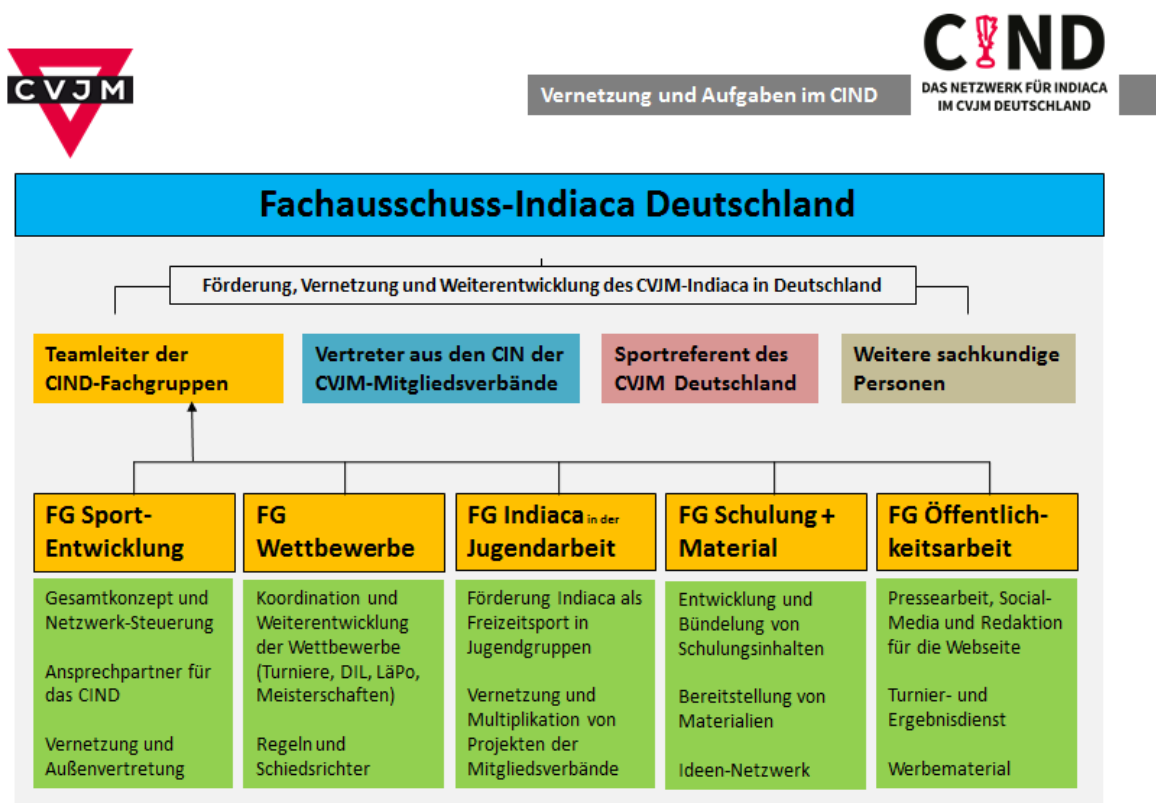 CVJM
Vernetzung und Aufgaben im CIND
CIND
DAS NETZWERK FÜR INDIACA
IM CVJM DEUTSCHLAND
Fachausschuss-Indiaca Deutschland
Förderung, Vernetzung und Weiterentwicklung des CVJM-Indiaca in Deutschland
Teamleiter der
CIND-Fachgruppen
Vertreter aus den CIN der
CVJM-Mitgliedsverbände
Sportreferent des
CVJM Deutschland
Weitere sachkundige
Personen
FG Sport-
Entwicklung
Gesamtkonzept und
Netzwerk-Steuerung
Ansprechpartner für
das CIND
Vernetzung und
Außenvertretung
FG
Wettbewerbe
Koordination und
Weiterentwicklung
der Wettbewerbe
(Turniere, DIL, LäPo,
Meisterschaften)
Regeln und
Schiedsrichter
FG Indiaca in der
Jugendarbeit
Förderung Indiaca als
Freizeitsport in
Jugendgruppen
Vernetzung und
Multiplikation von
Projekten der
Mitgliedsverbände
FG Schulung +
Material
Entwicklung und
Bündelung von
Schulungsinhalten
Bereitstellung von
Materialien
Ideen-Netzwerk
FG Öffentlich-
keitsarbeit
Pressearbeit, Social-
Media und Redaktion
für die Webseite
Turnier- und
Ergebnisdienst
Werbematerial